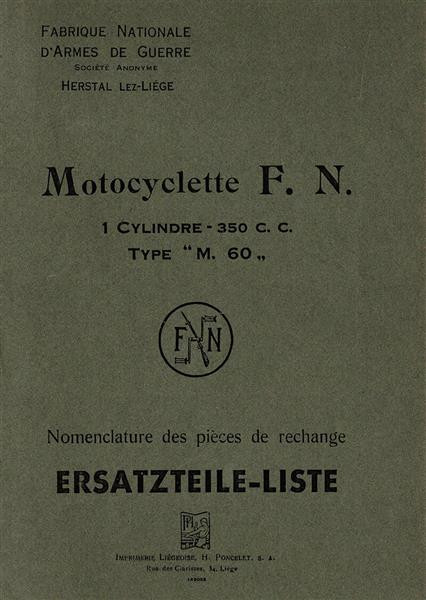 FABRIQUE NATIONALE
D'ARMES DE GUERRE
SOCIÉTÉ ANONYME
HERSTAL LEZ-LIÉGE
Motocyclette F. N.
1 CYLINDRE - 350 C. C.
TYPE “ M. 60 „
F N
Nomenclature des pièces de rechange
ERSATZTEILE-LISTE
IMPRIMERIE LIÉGEOISE, H. PONCELET, S. A.
Rue des Clarisses, 54, Liége